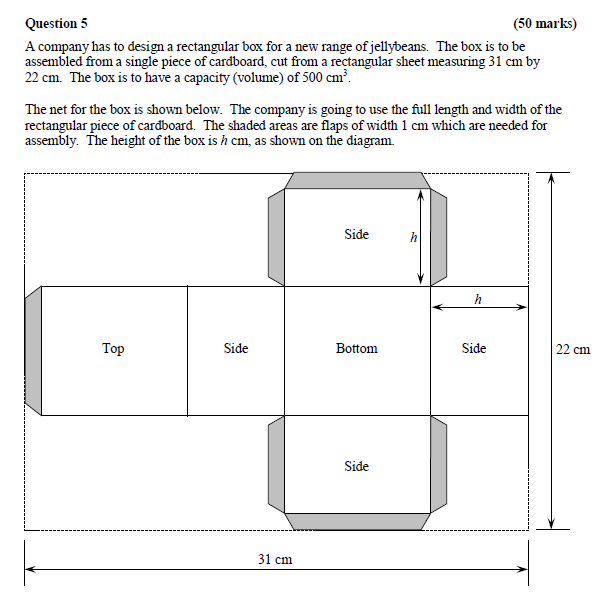 Question 5 (50 marks)
A company has to design a rectangular box for a new range of jellybeans. The box is to be
assembled from a single piece of cardboard, cut from a rectangular sheet measuring 31 cm by
22 cm. The box is to have a capacity (volume) of 500 cm³.
The net for the box is shown below. The company is going to use the full length and width of the
rectangular piece of cardboard. The shaded areas are flaps of width 1 cm which are needed for
assembly. The height of the box is h cm, as shown on the diagram.
Side
h
h
Top
Side
Bottom
Side
22 cm
Side
31 cm